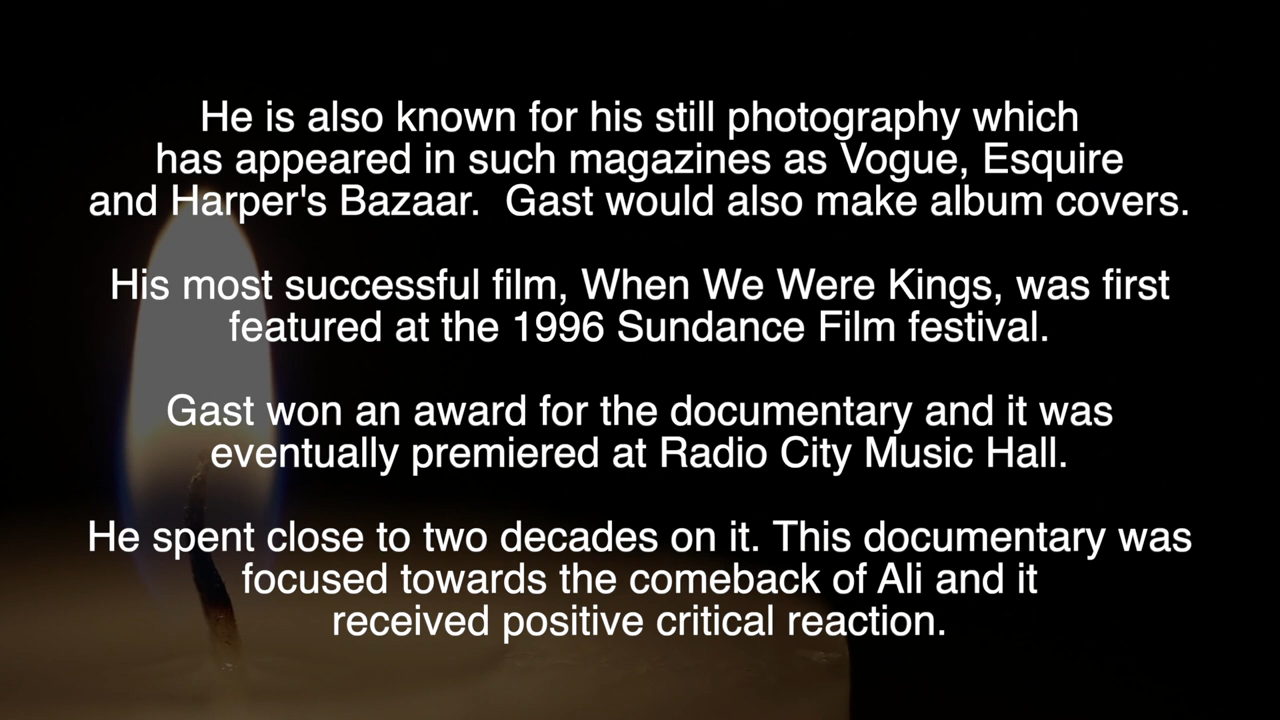 He is also known for his still photography which
has appeared in such magazines as Vogue, Esquire
and Harper's Bazaar.  Gast would also make album covers.
His most successful film, When We Were Kings, was first
featured at the 1996 Sundance Film festival.
Gast won an award for the documentary and it was
eventually premiered at Radio City Music Hall.
He spent close to two decades on it. This documentary was
focused towards the comeback of Ali and it
received positive critical reaction.